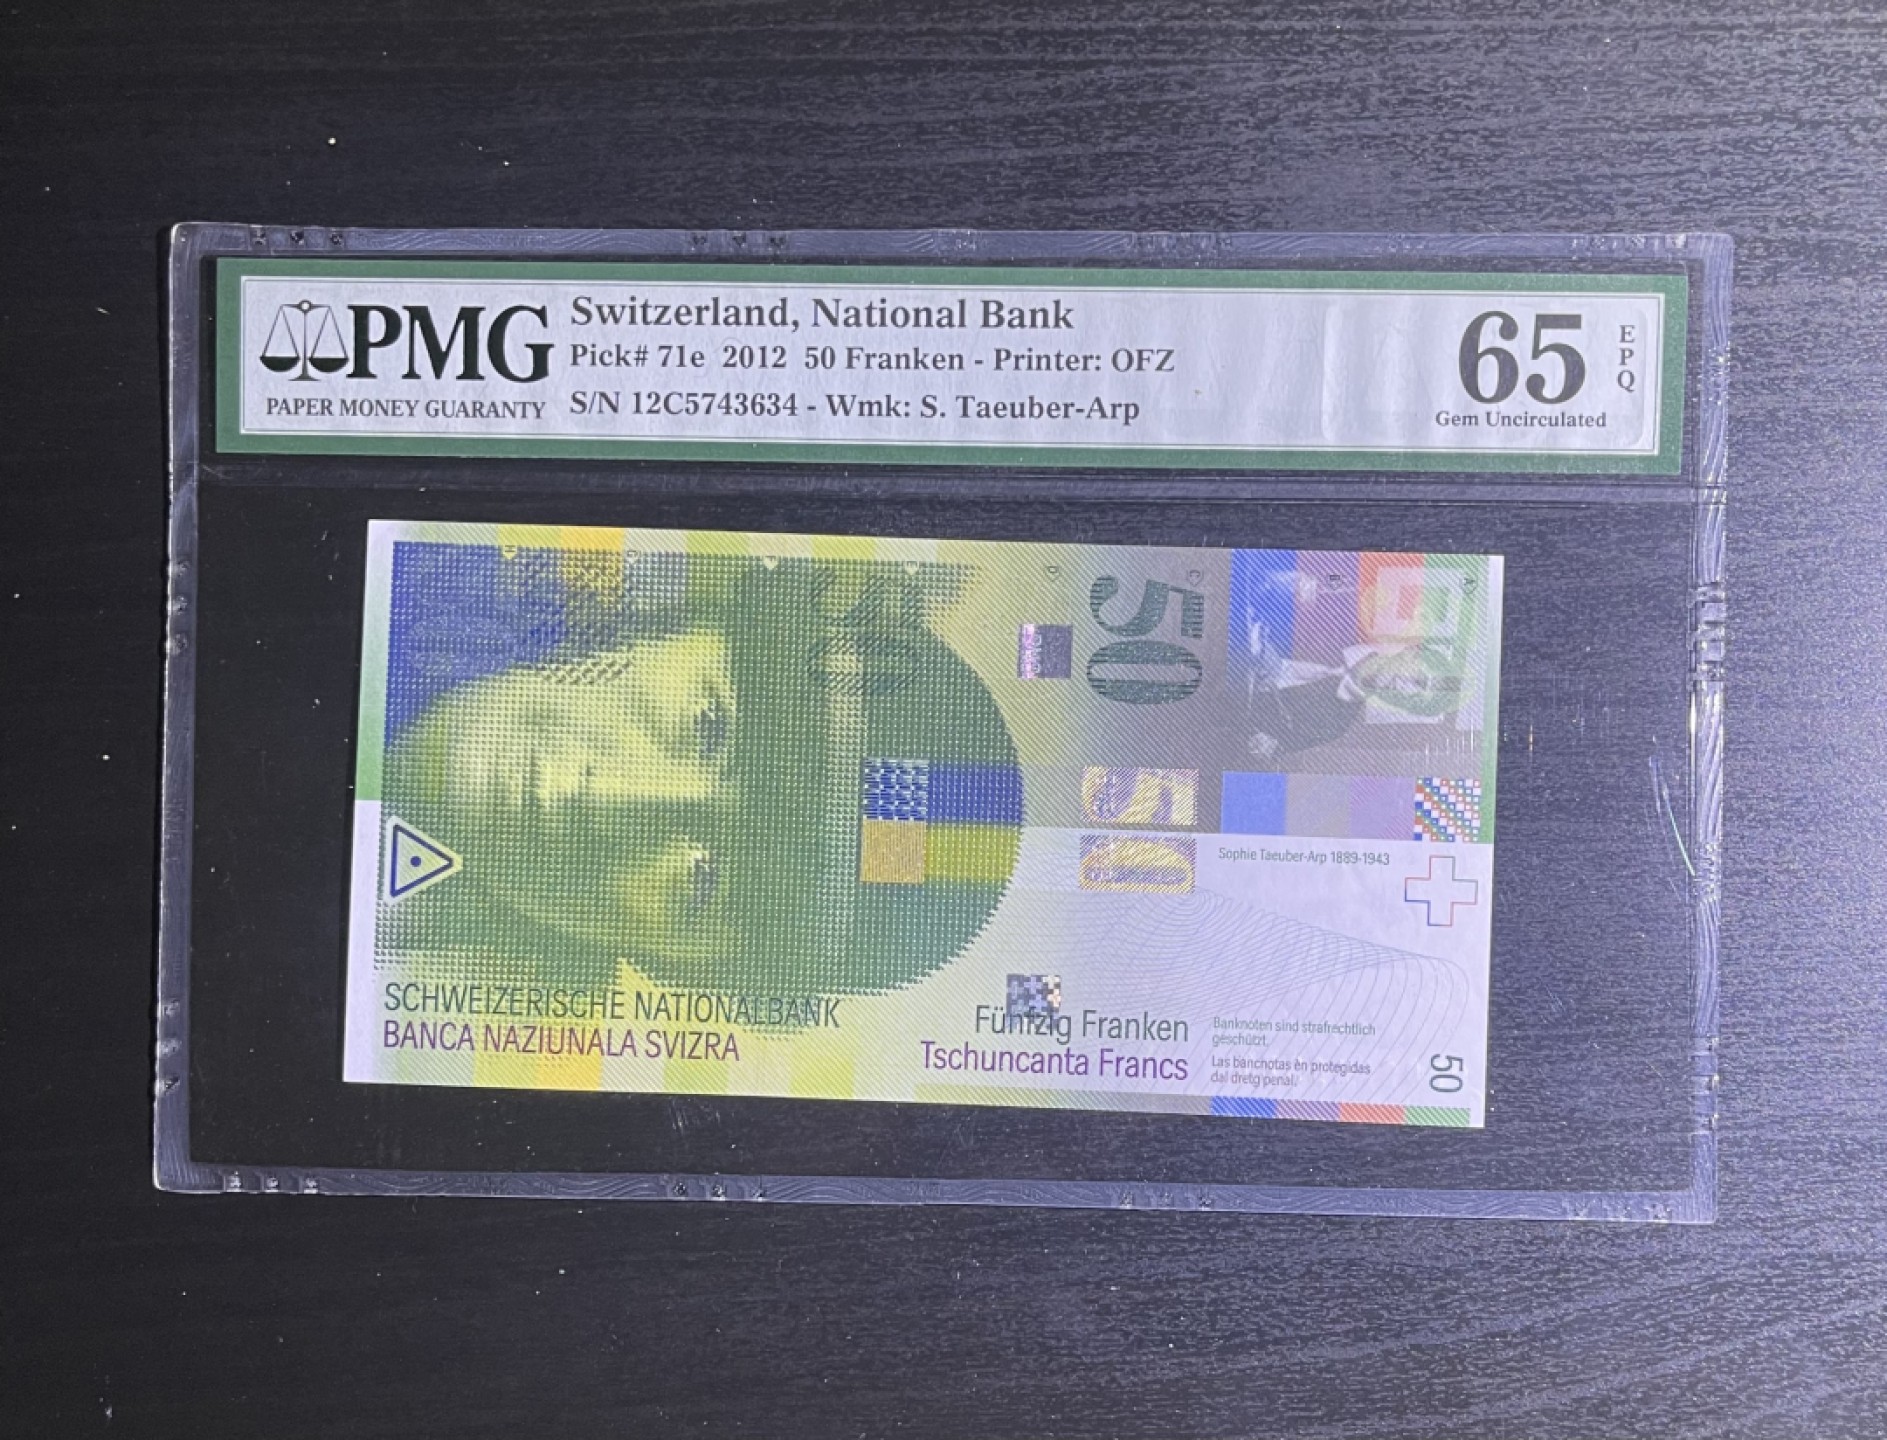 PMG
PAPER MONEY GUARANTY
Switzerland, National Bank
Pick# 71e 2012 50 Franken - Printer: OFZ
S/N 12C5743634 - Wmk: S. Taeuber-Arp
65
EPQ
Gem Uncirculated
H G F E D C B A
50
50
50
Sophie Taeuber-Arp 1889-1943
SCHWEIZERISCHE NATIONALBANK
BANCA NAZIUNALA SVIZRA
Fünfzig Franken
Tschuncanta Francs
Banknoten sind strafrechtlich
geschützt.
Las bancnotas èn protegidas
dal dretg penal.
50